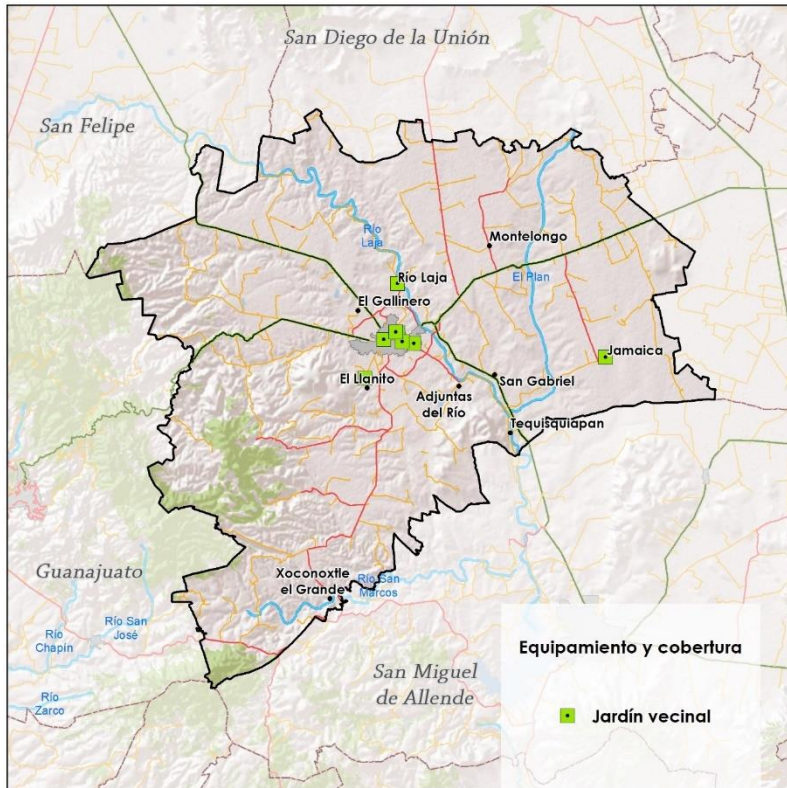 San Diego de la Unión
San Felipe
Río
Laja
Montelongo
El Plan
Río Laja
El Gallinero
Jamaica
El Llanito
San Gabriel
Adjuntas
del Río
Tequisquiapan
Guanajuato
Xoconoxtle
el Grande
Río San
Marcos
Río San
José
Río
Chapín
Río
Zarco
San Miguel
de Allende
Equipamiento y cobertura
Jardín vecinal